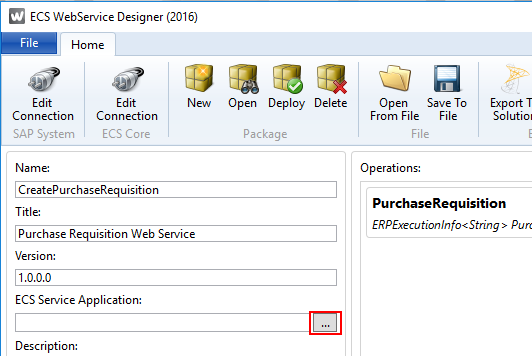 ECS WebService Designer (2016)
File
Home
Edit Connection
Edit Connection
New
Open
Deploy
Delete
Open From File
Save To File
Export T
Solution
SAP System
ECS Core
Package
File
Name:
CreatePurchaseRequisition
Title:
Purchase Requisition Web Service
Version:
1.0.0.0
ECS Service Application:
...
Description:
Operations:
PurchaseRequisition
ERPExecutionInfo<String> Purc